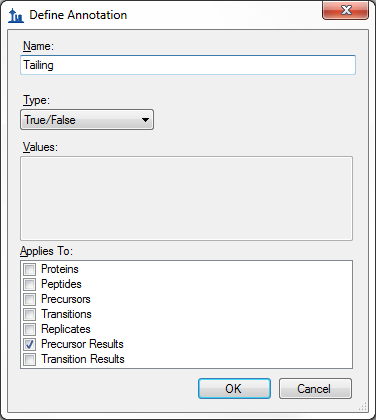 Define Annotation
Name:
Tailing
Type:
True/False
Values:
Applies To:
Proteins
Peptides
Precursors
Transitions
Replicates
Precursor Results
Transition Results
OK Cancel